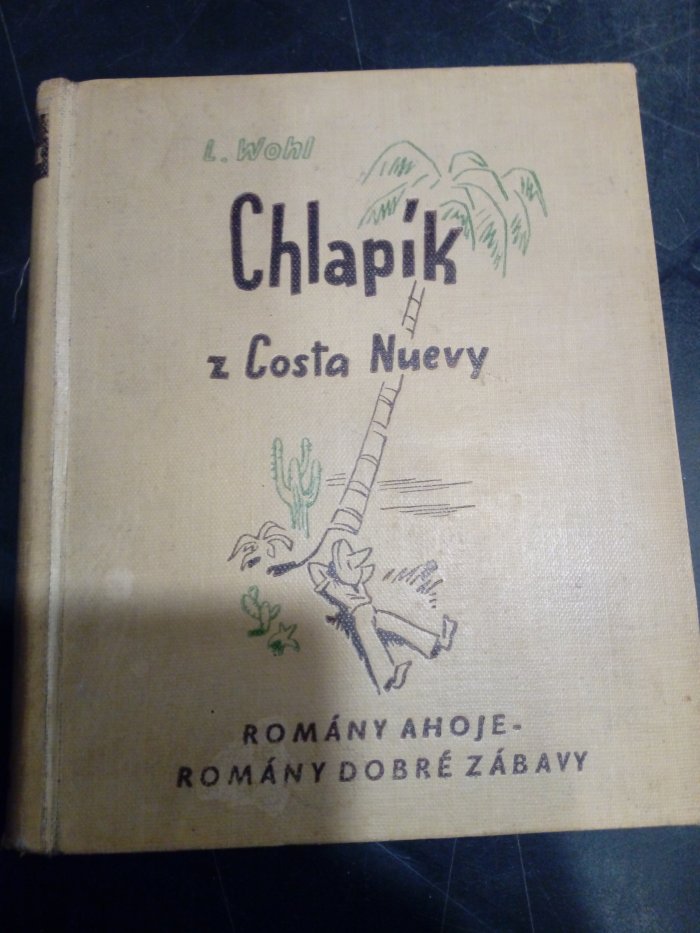 L. Wohl
Chlapík
z Costa Nuevy
ROMÁNY AHOJE-
ROMÁNY DOBRÉ ZÁBAVY